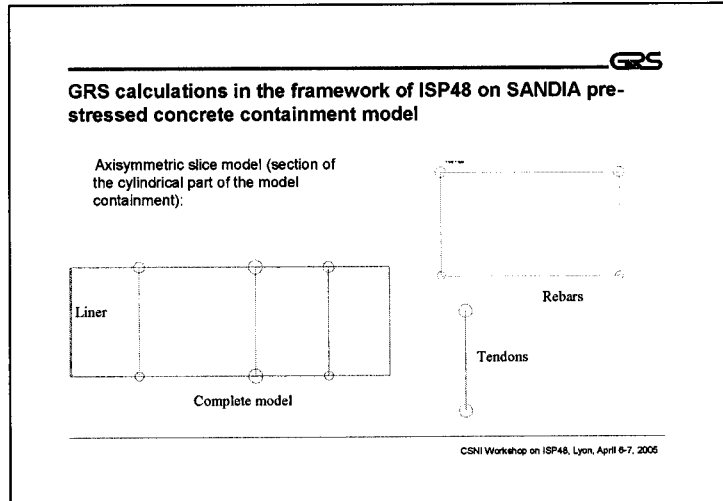 GRS
GRS calculations in the framework of ISP48 on SANDIA pre-
stressed concrete containment model
Axisymmetric slice model (section of
the cylindrical part of the model
containment):
Liner
Complete model
Rebars
Tendons
CSNI Workshop on ISP48, Lyon, April 6-7, 2005